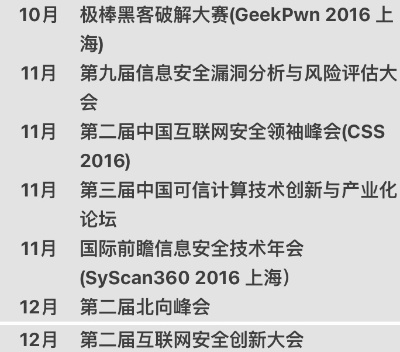 10月 极棒黑客破解大赛(GeekPwn 2016 上
海)
11月 第九届信息安全漏洞分析与风险评估大
会
11月 第二届中国互联网安全领袖峰会(CSS
2016)
11月 第三届中国可信计算技术创新与产业化
论坛
11月 国际前瞻信息安全技术年会
(SyScan360 2016 上海）
12月 第二届北向峰会
12月 第二届互联网安全创新大会